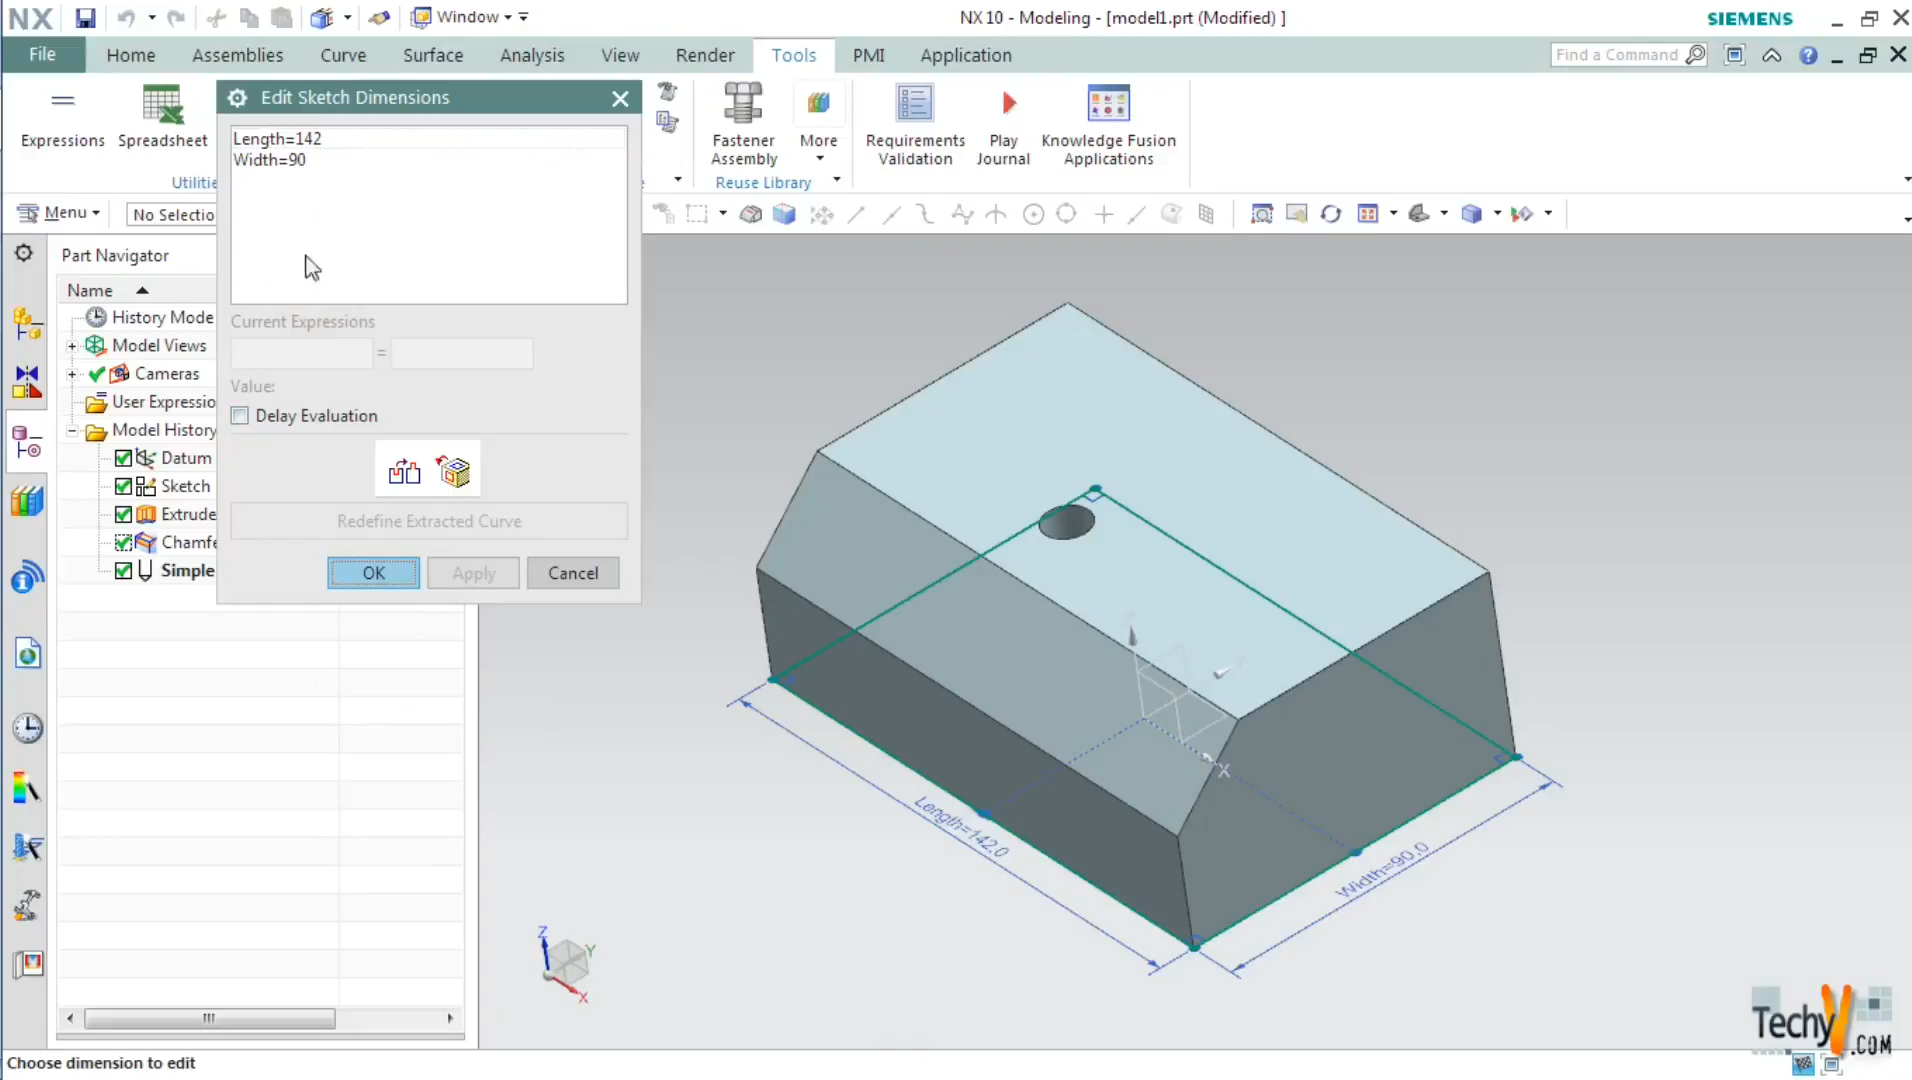 NX
Window
NX 10 - Modeling - [model1.prt (Modified) ]
SIEMENS
File
Home
Assemblies
Curve
Surface
Analysis
View
Render
Tools
PMI
Application
Find a Command
Expressions
Spreadsheet
Utilitie
Edit Sketch Dimensions
Length=142
Width=90
Current Expressions
=
Value:
Delay Evaluation
Redefine Extracted Curve
OK
Apply
Cancel
Fastener
Assembly
More
Reuse Library
Requirements
Validation
Play
Journal
Knowledge Fusion
Applications
Menu
No Selectio
Part Navigator
Name
History Mode
Model Views
Cameras
User Expressio
Model History
Datum
Sketch
Extrude
Chamfe
Simple
X
Length=142,0
Width=90,0
Z
Y
X
TechyV
.COM
Choose dimension to edit